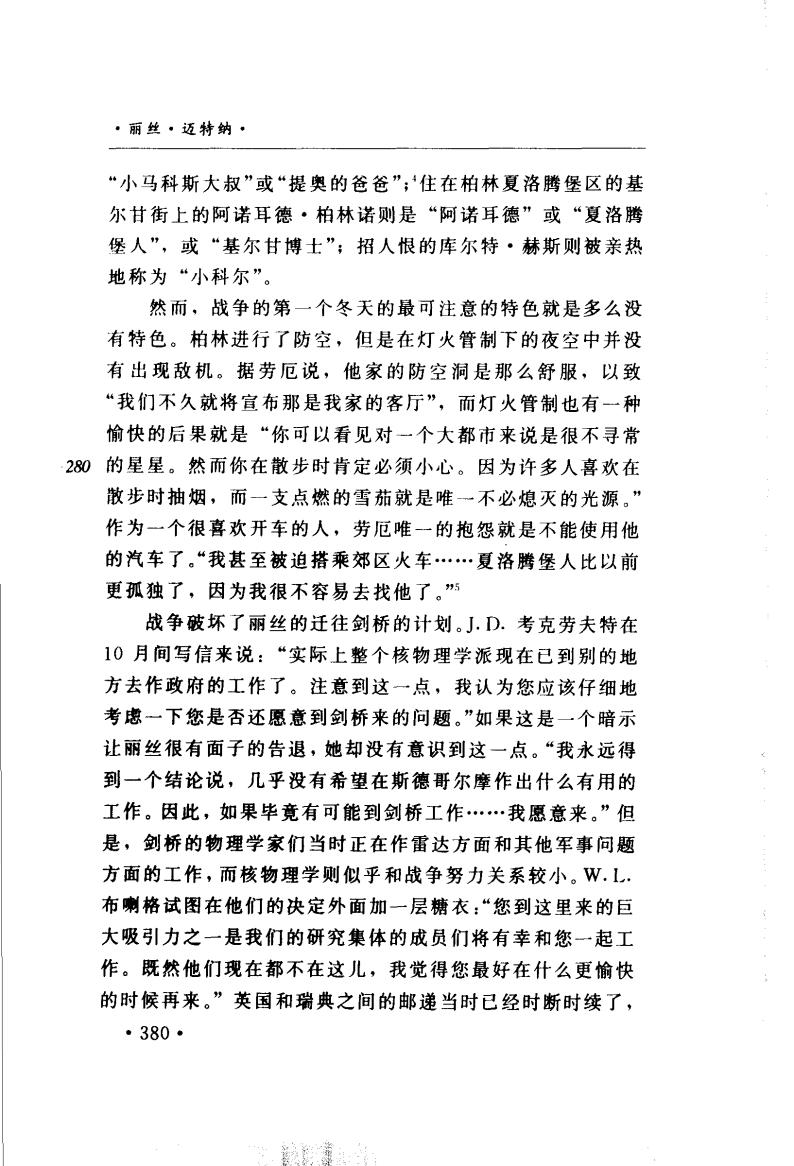 ·丽丝·迈特纳·
“小马科斯大叔”或“提奥的爸爸”；⁴住在柏林夏洛腾堡区的基
尔甘街上的阿诺耳德·柏林诺则是“阿诺耳德”或“夏洛腾
堡人”，或“基尔甘博士”；招人恨的库尔特·赫斯则被亲热
地称为“小科尔”。
然而，战争的第一个冬天的最可注意的特色就是多么没
有特色。柏林进行了防空，但是在灯火管制下的夜空中并没
有出现敌机。据劳厄说，他家的防空洞是那么舒服，以致
“我们不久就将宣布那是我家的客厅”，而灯火管制也有一种
愉快的后果就是“你可以看见对一个大都市来说是很不寻常
280 的星星。然而你在散步时肯定必须小心。因为许多人喜欢在
散步时抽烟，而一支点燃的雪茄就是唯一不必熄灭的光源。”
作为一个很喜欢开车的人，劳厄唯一的抱怨就是不能使用他
的汽车了。“我甚至被迫搭乘郊区火车……夏洛腾堡人比以前
更孤独了，因为我很不容易去找他了。”⁵
战争破坏了丽丝的迁往剑桥的计划。J.D. 考克劳夫特在
10 月间写信来说：“实际上整个核物理学派现在已到别的地
方去作政府的工作了。注意到这一点，我认为您应该仔细地
考虑一下您是否还愿意到剑桥来的问题。”如果这是一个暗示
让丽丝很有面子的告退，她却没有意识到这一点。“我永远得
到一个结论说，几乎没有希望在斯德哥尔摩作出什么有用的
工作。因此，如果毕竟有可能到剑桥工作……我愿意来。”但
是，剑桥的物理学家们当时正在作雷达方面和其他军事问题
方面的工作，而核物理学则似乎和战争努力关系较小。W.L.
布喇格试图在他们的决定外面加一层糖衣：“您到这里来的巨
大吸引力之一是我们的研究集体的成员们将有幸和您一起工
作。既然他们现在都不在这儿，我觉得您最好在什么更愉快
的时候再来。”英国和瑞典之间的邮递当时已经时断时续了，
·380·